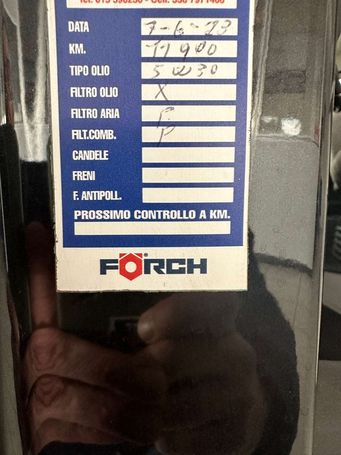 DATA 7-6-23
KM. 11900
TIPO OLIO 5W30
FILTRO OLIO X
FILTRO ARIA P
FILT.COMB. P
CANDELE
FRENI
F. ANTIPOLL.
PROSSIMO CONTROLLO A KM.
FÖRCH